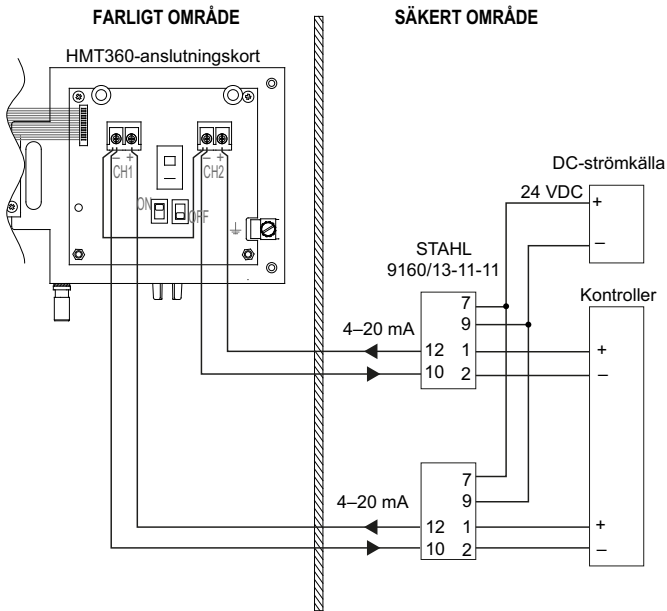 FARLIGT OMRÅDE
SÄKERT OMRÅDE
HMT360-anslutningskort
– +
CH1
– +
CH2
ON
OFF
DC-strömkälla
24 VDC
+
–
STAHL
9160/13-11-11
Kontroller
7
9
4–20 mA
12 1
10 2
+
–
7
9
4–20 mA
12 1
10 2
+
–